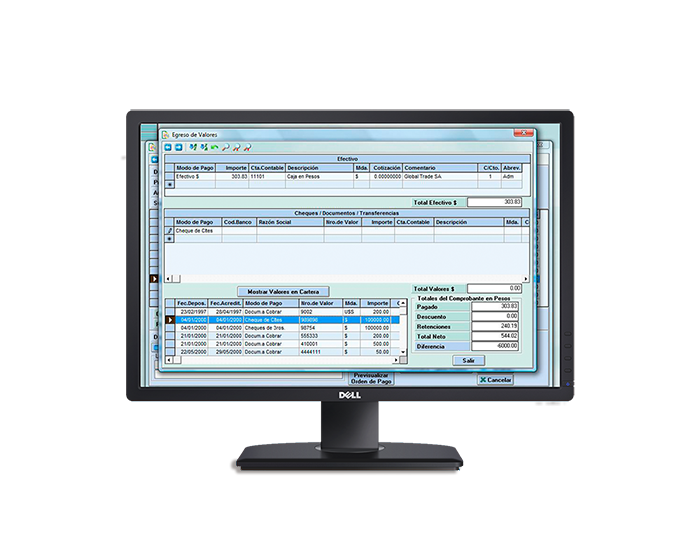 Egreso de Valores
Efectivo
Modo de Pago Importe Cta.Contable Descripción Mda. Cotización Comentario C/Cto. Abrev.
Efectivo $ 303.83 11101 Caja en Pesos $ 0.00000000 Global Trade SA 1 Adm
Total Efectivo $ 303.83
Cheques / Documentos / Transferencias
Modo de Pago Cod.Banco Razón Social Nro.de Valor Importe Cta.Contable Descripción Mda. C
Cheque de Cltes
Mostrar Valores en Cartera
Total Valores $ 0.00
Fec.Depos. Fec.Acredit. Modo de Pago Nro.de Valor Mda. Importe
23/02/1997 28/04/1997 Docum.a Cobrar 9002 U$S 200.00
04/01/2000 04/01/2000 Cheque de Cltes 989898 $ 100000.00
04/01/2000 04/01/2000 Cheques de 3ros. 98754 $ 100000.00
21/01/2000 21/01/2000 Docum.a Cobrar 555333 $ 200.00
21/01/2000 21/01/2000 Docum.a Cobrar 410001 $ 500.00
22/05/2000 29/05/2000 Docum.a Cobrar 4444111 $ 50.00
Totales del Comprobante en Pesos
Pagado 303.83
Descuento 0.00
Retenciones 240.19
Total Neto 544.02
Diferencia -6000.00
Salir
Previsualizar
Orden de Pago
Cancelar
DELL